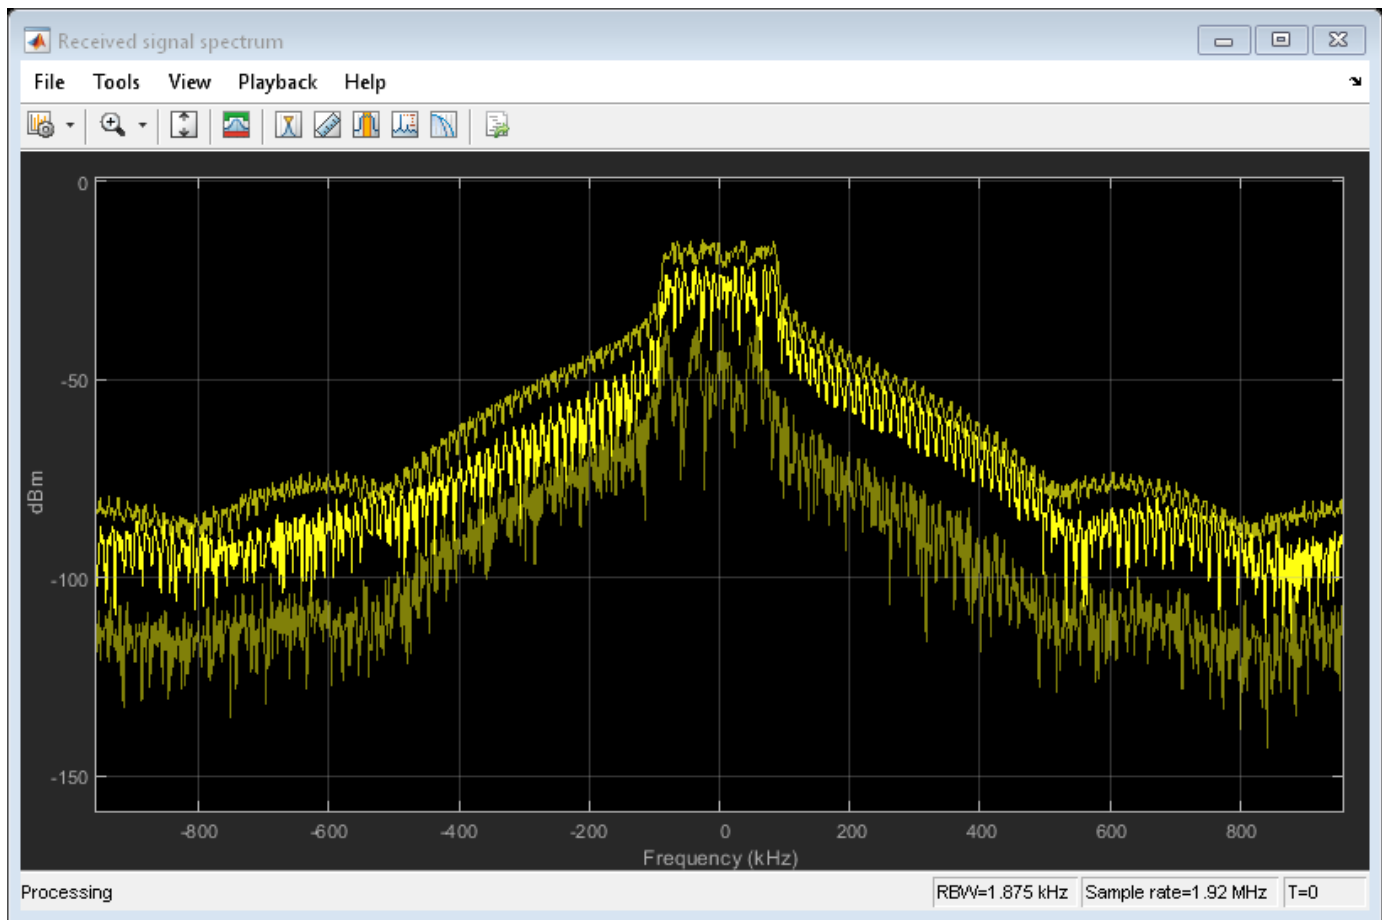 Received signal spectrum
File Tools View Playback Help
0
-50
-100
-150
dBm
-800 -600 -400 -200 0 200 400 600 800
Frequency (kHz)
Processing RBW=1.875 kHz Sample rate=1.92 MHz T=0